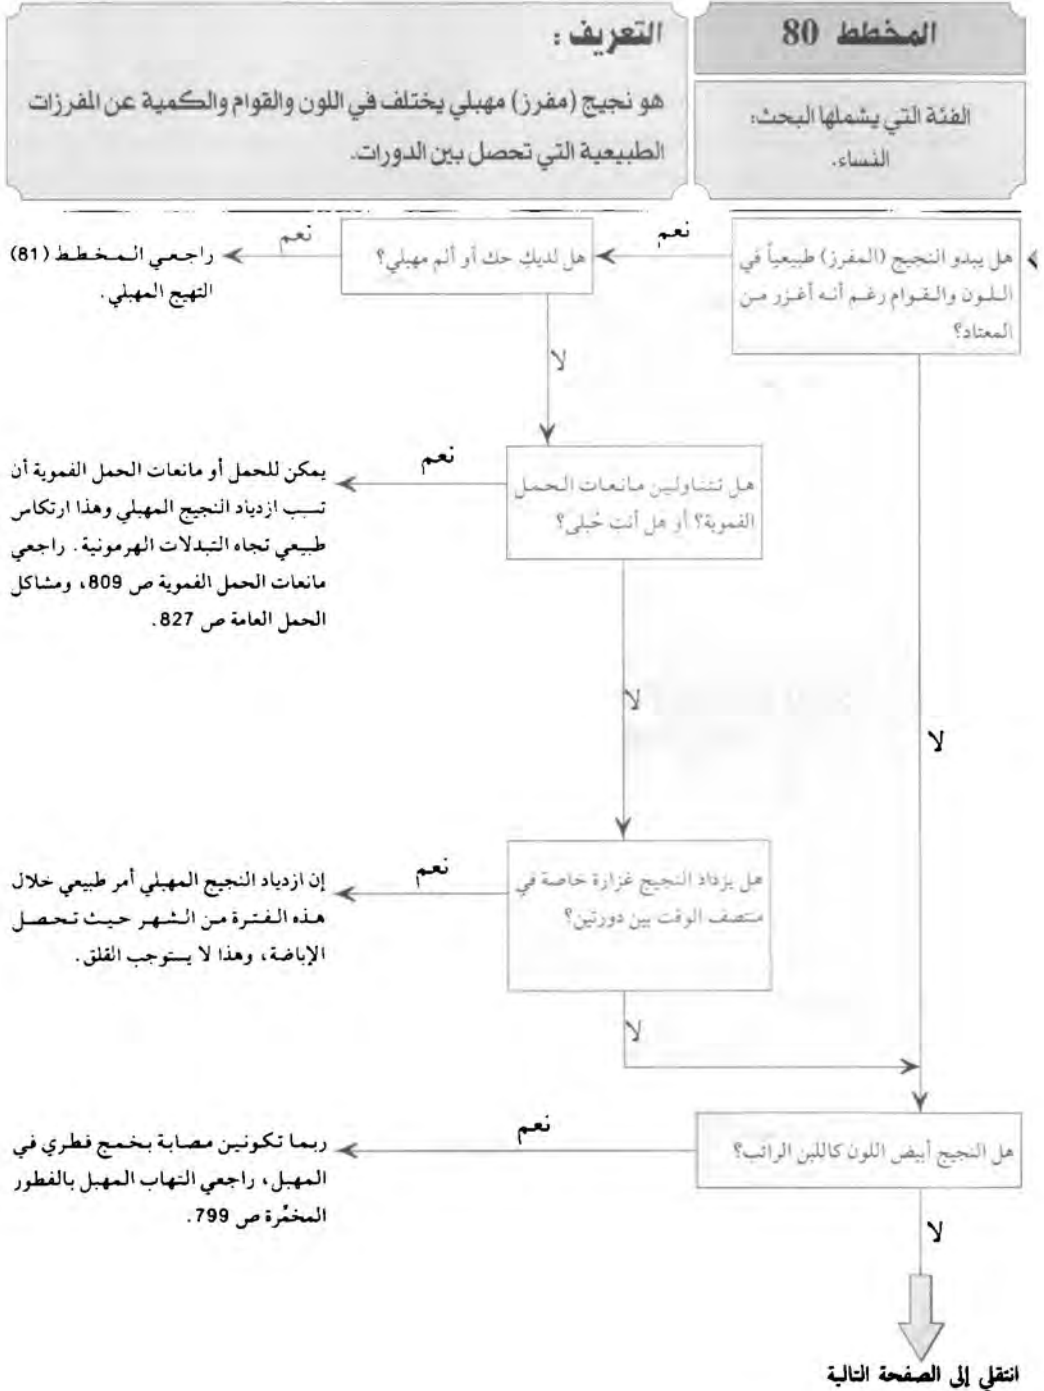 المخطط 80
الفئة التي يشملها البحث:
النساء.
التعريف:
هو نجيج (مفرز) مهبلي يختلف في اللون والقوام والكمية عن المفرزات
الطبيعية التي تحصل بين الدورات.
هل يبدو النجيج (المفرز) طبيعياً في
اللون والقوام رغم أنه أغزر من
المعتاد؟
نعم
هل لديكِ حك أو ألم مهبلي؟
نعم
راجعي المخطط (81)
التهيج المهبلي.
لا
هل تتناولين مانعات الحمل
الفموية؟ أو هل أنتِ حُبلى؟
نعم
يمكن للحمل أو مانعات الحمل الفموية أن
تسبب ازدياد النجيج المهبلي وهذا ارتكاس
طبيعي تجاه التبدلات الهرمونية. راجعي
مانعات الحمل الفموية ص 809، ومشاكل
الحمل العامة ص 827.
لا
لا
هل يزداد النجيج غزارة خاصة في
منتصف الوقت بين دورتين؟
نعم
إن ازدياد النجيج المهبلي أمر طبيعي خلال
هذه الفترة من الشهر حيث تحصل
الإباضة، وهذا لا يستوجب القلق.
لا
هل النجيج أبيض اللون كاللبن الرائب؟
نعم
ربما تكونين مصابة بخمج فطري في
المهبل، راجعي التهاب المهبل بالفطور
المخمّرة ص 799.
لا
انتقلي إلى الصفحة التالية